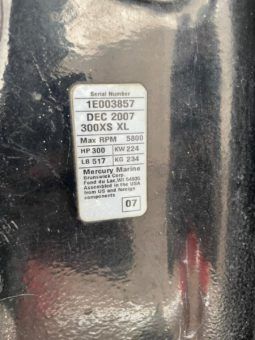 Serial Number
1E003857
DEC 2007
300XS XL
Max RPM 5800
HP 300 KW 224
LB 517 KG 234
Mercury Marine
Brunswick Corp.
Fond du Lac, WI 54935
Assembled in the USA
from US and foreign
components
07